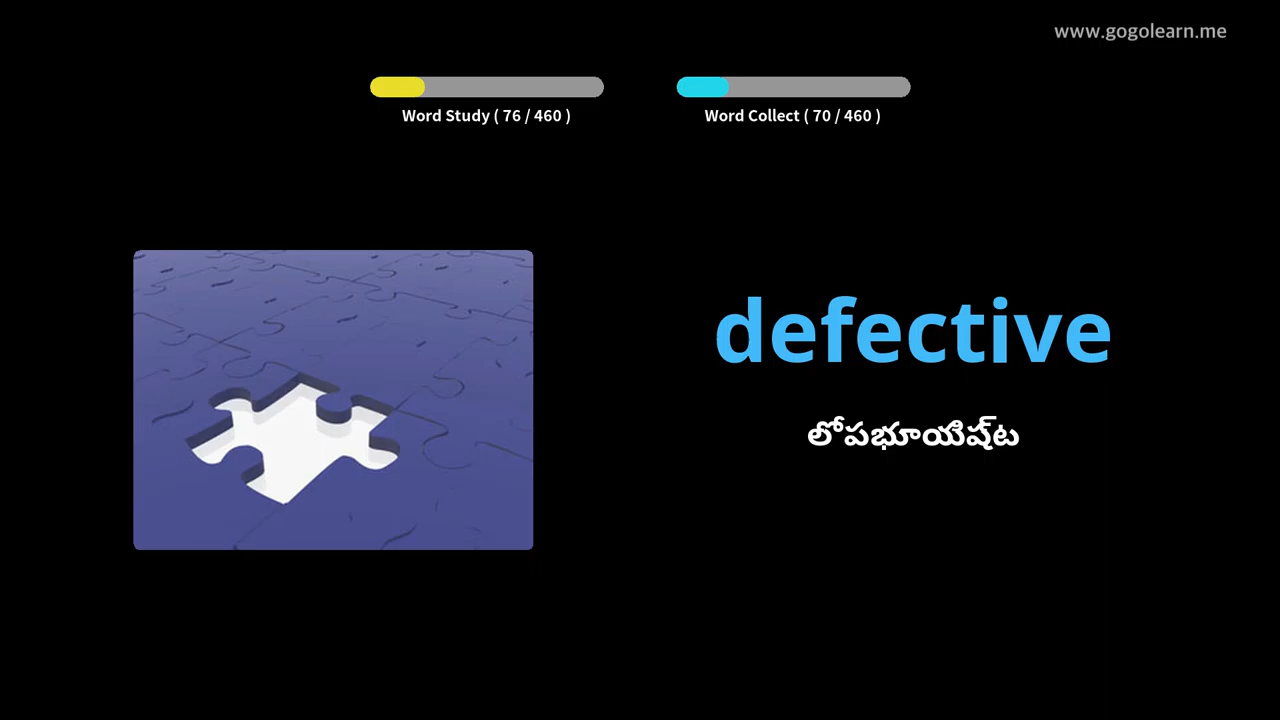 www.gogolearn.me
Word Study ( 76 / 460 )
Word Collect ( 70 / 460 )
defective
లోపభూయిష్‌ట